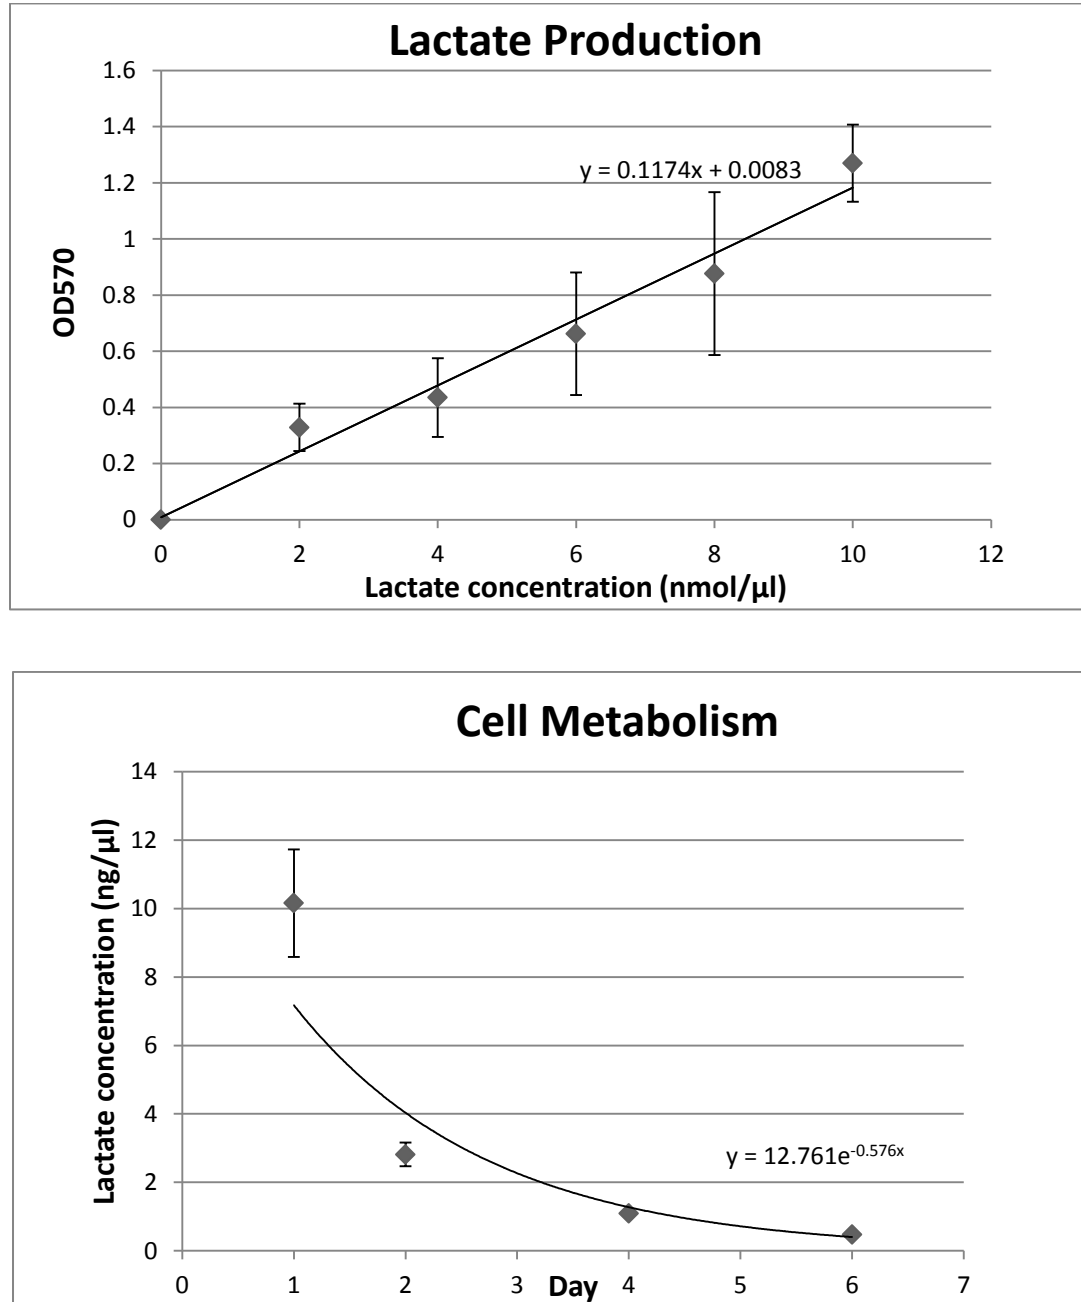 Lactate Production
1.6
1.4
1.2
1
0.8
0.6
0.4
0.2
0
y = 0.1174x + 0.0083
OD570
0 2 4 6 8 10 12
Lactate concentration (nmol/µl)
Cell Metabolism
14
12
10
8
6
4
2
0
Lactate concentration (ng/µl)
y = 12.761e^-0.576x
0 1 2 3 4 5 6 7
Day